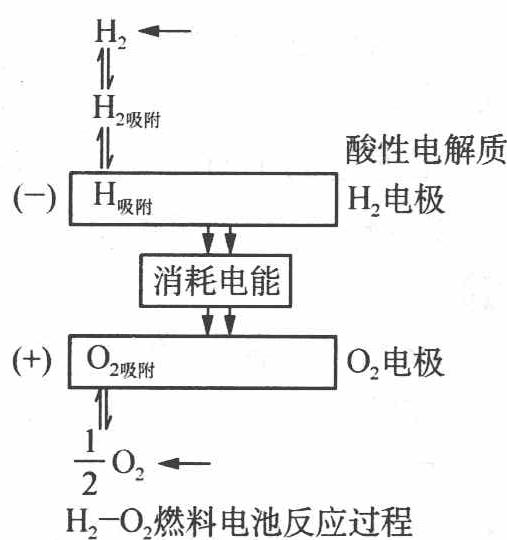 H₂
H₂吸附
酸性电解质
(−) H吸附 H₂电极
消耗电能
(+) O₂吸附 O₂电极
1/2 O₂
H₂−O₂燃料电池反应过程